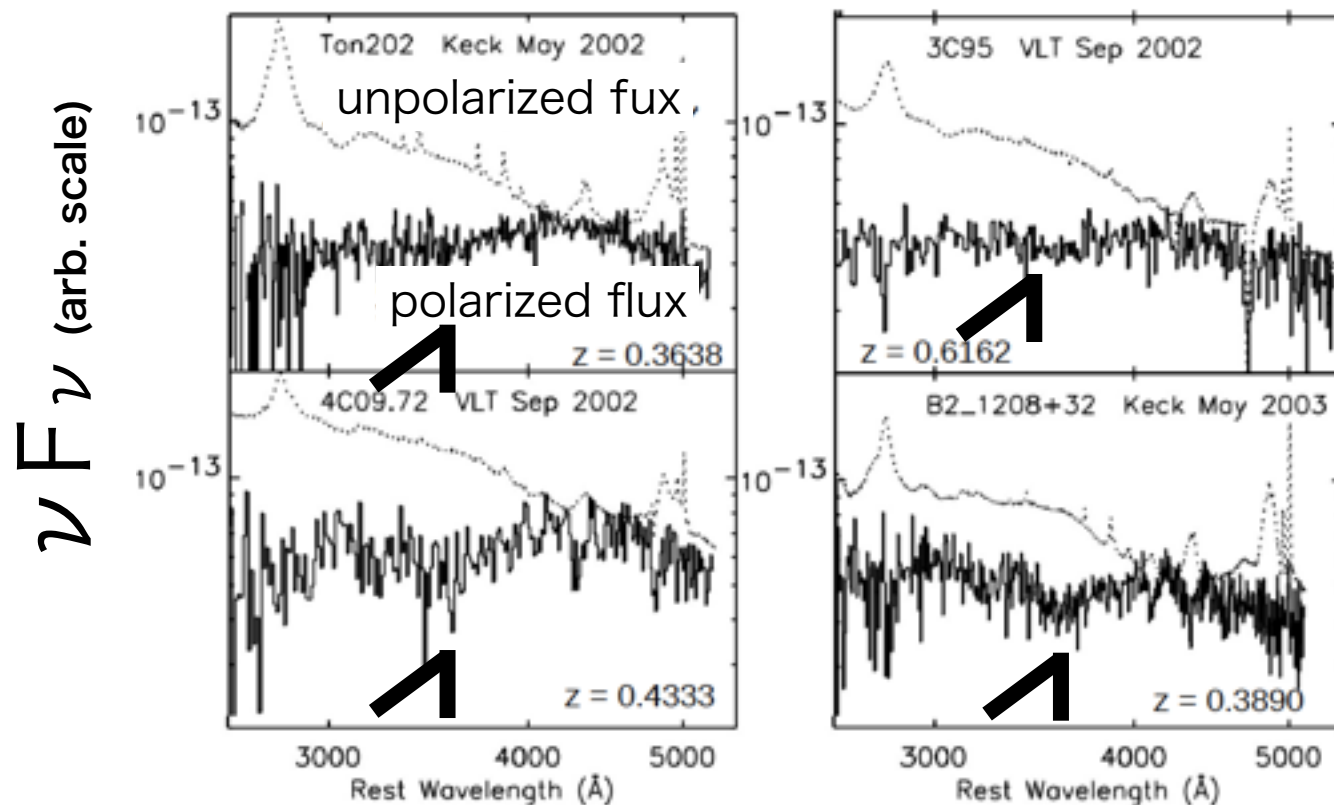 ν F ν (arb. scale)
Ton202 Keck May 2002
unpolarized fux
10-13
polarized flux
z = 0.3638
3C95 VLT Sep 2002
10-13
z = 0.6162
4C09.72 VLT Sep 2002
10-13
z = 0.4333
B2_1208+32 Keck May 2003
10-13
z = 0.3890
3000 4000 5000
Rest Wavelength (Å)
3000 4000 5000
Rest Wavelength (Å)